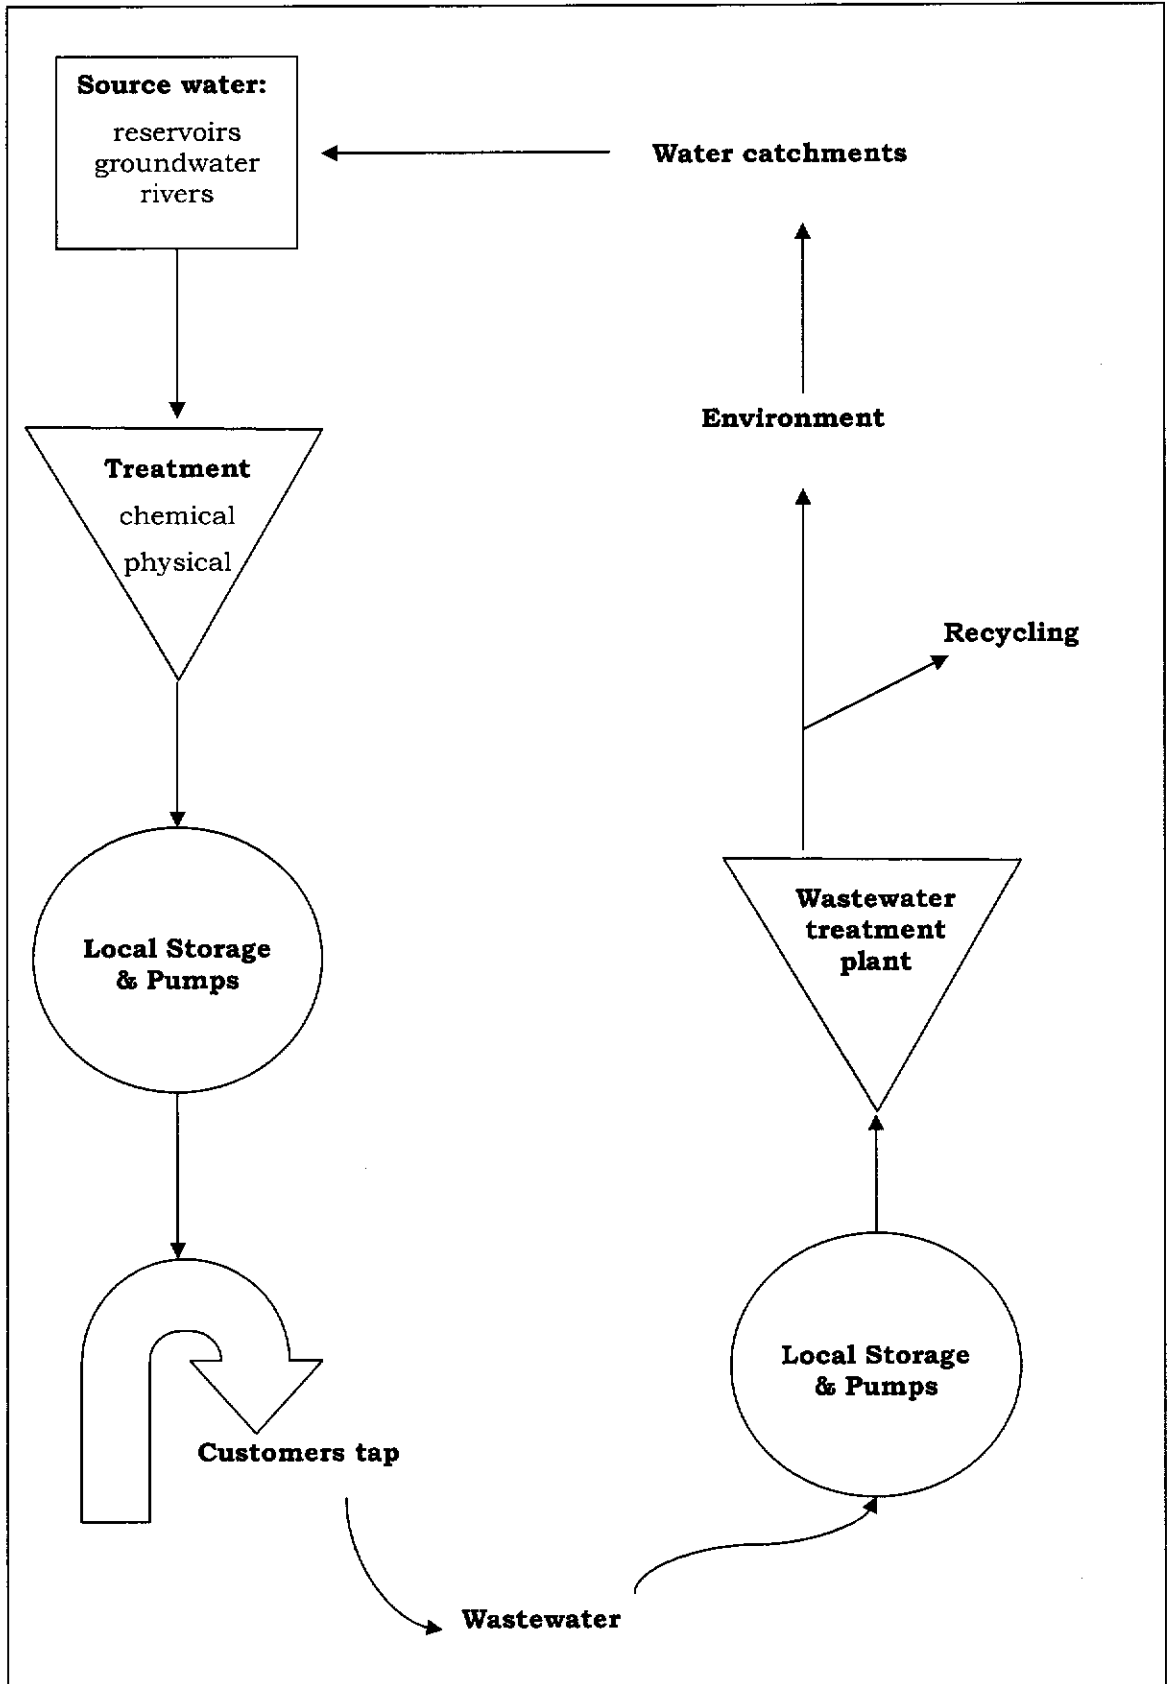 Source water:
reservoirs
groundwater
rivers
Water catchments
Environment
Treatment
chemical
physical
Recycling
Local Storage
& Pumps
Wastewater
treatment
plant
Local Storage
& Pumps
Customers tap
Wastewater